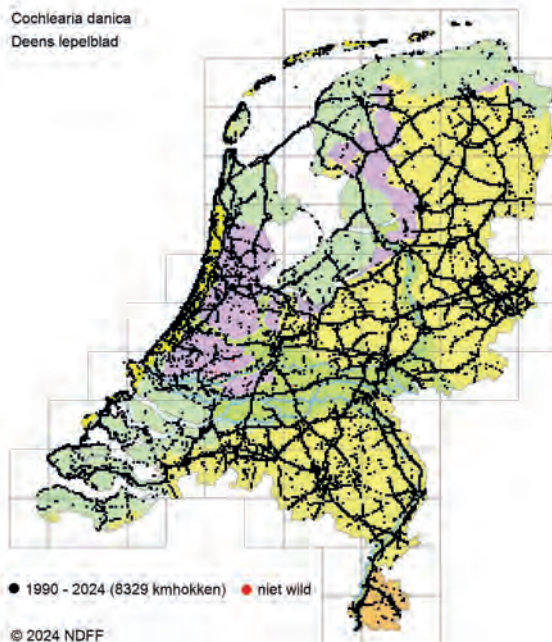 Cochlearia danica
Deens lepelblad
● 1990 - 2024 (8329 kmhokken) ● niet wild
© 2024 NDFF